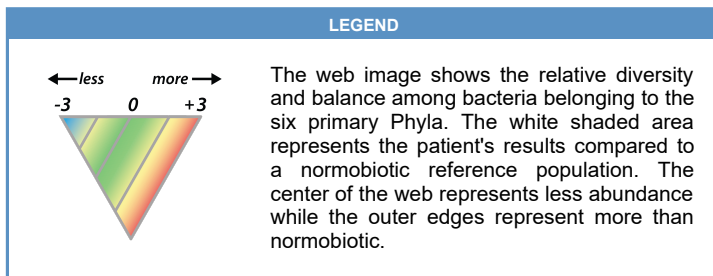 LEGEND
less more
-3 0 +3
The web image shows the relative diversity
and balance among bacteria belonging to the
six primary Phyla. The white shaded area
represents the patient's results compared to
a normobiotic reference population. The
center of the web represents less abundance
while the outer edges represent more than
normobiotic.